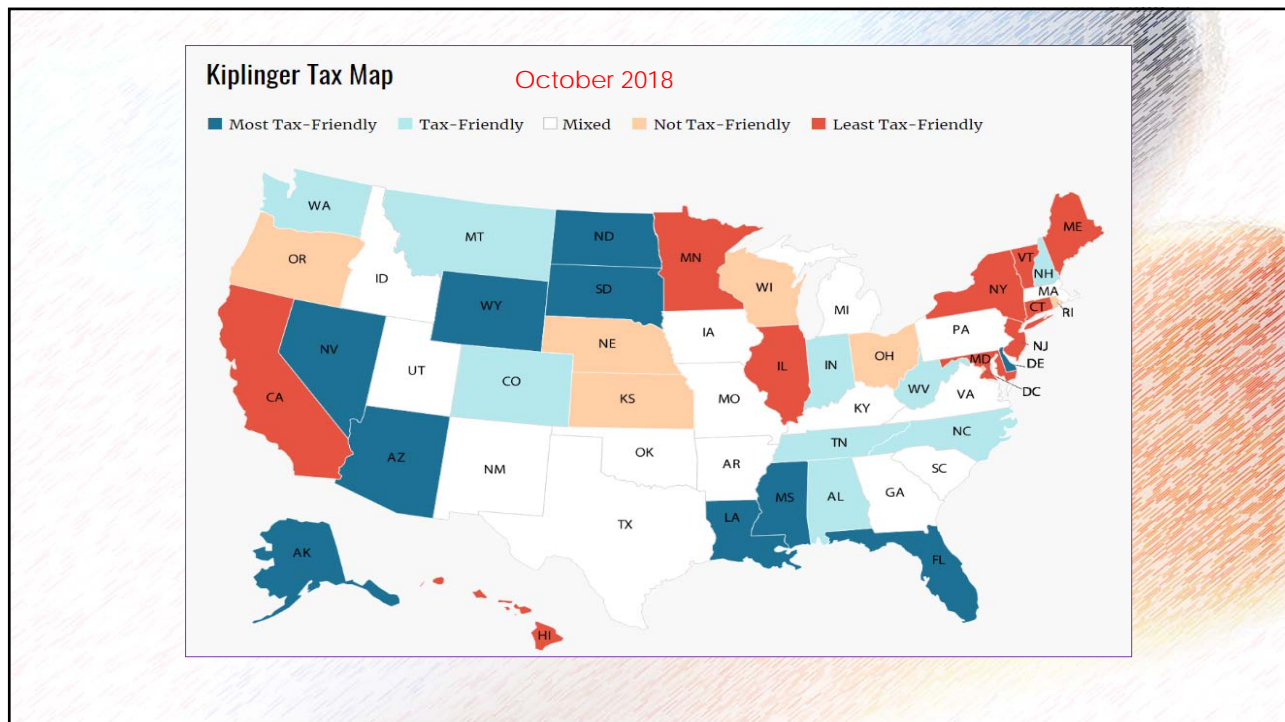 Kiplinger Tax Map
October 2018
Most Tax-Friendly
Tax-Friendly
Mixed
Not Tax-Friendly
Least Tax-Friendly
WA
MT
ND
MN
ME
OR
ID
WY
SD
WI
MI
VT
NH
NY
MA
CT
RI
NV
UT
CO
NE
IA
IL
IN
OH
PA
NJ
MD
DE
DC
CA
AZ
NM
KS
MO
KY
WV
VA
OK
AR
TN
NC
SC
TX
LA
MS
AL
GA
FL
AK
HI